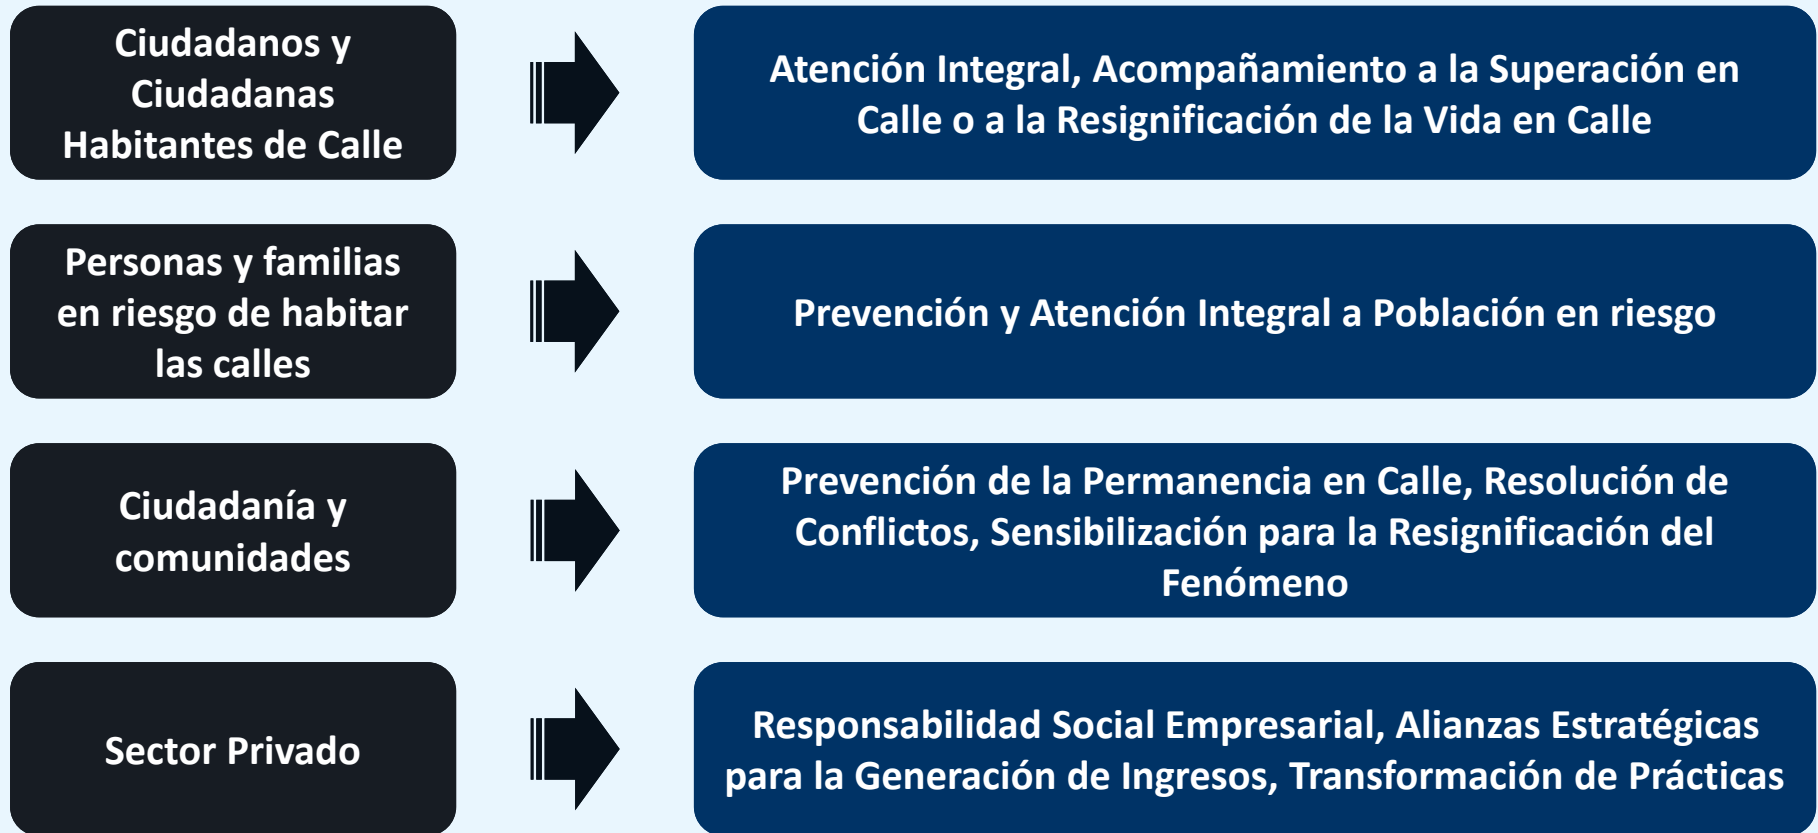 Ciudadanos y
Ciudadanas
Habitantes de Calle
Atención Integral, Acompañamiento a la Superación en
Calle o a la Resignificación de la Vida en Calle
Personas y familias
en riesgo de habitar
las calles
Prevención y Atención Integral a Población en riesgo
Ciudadanía y
comunidades
Prevención de la Permanencia en Calle, Resolución de
Conflictos, Sensibilización para la Resignificación del
Fenómeno
Sector Privado
Responsabilidad Social Empresarial, Alianzas Estratégicas
para la Generación de Ingresos, Transformación de Prácticas